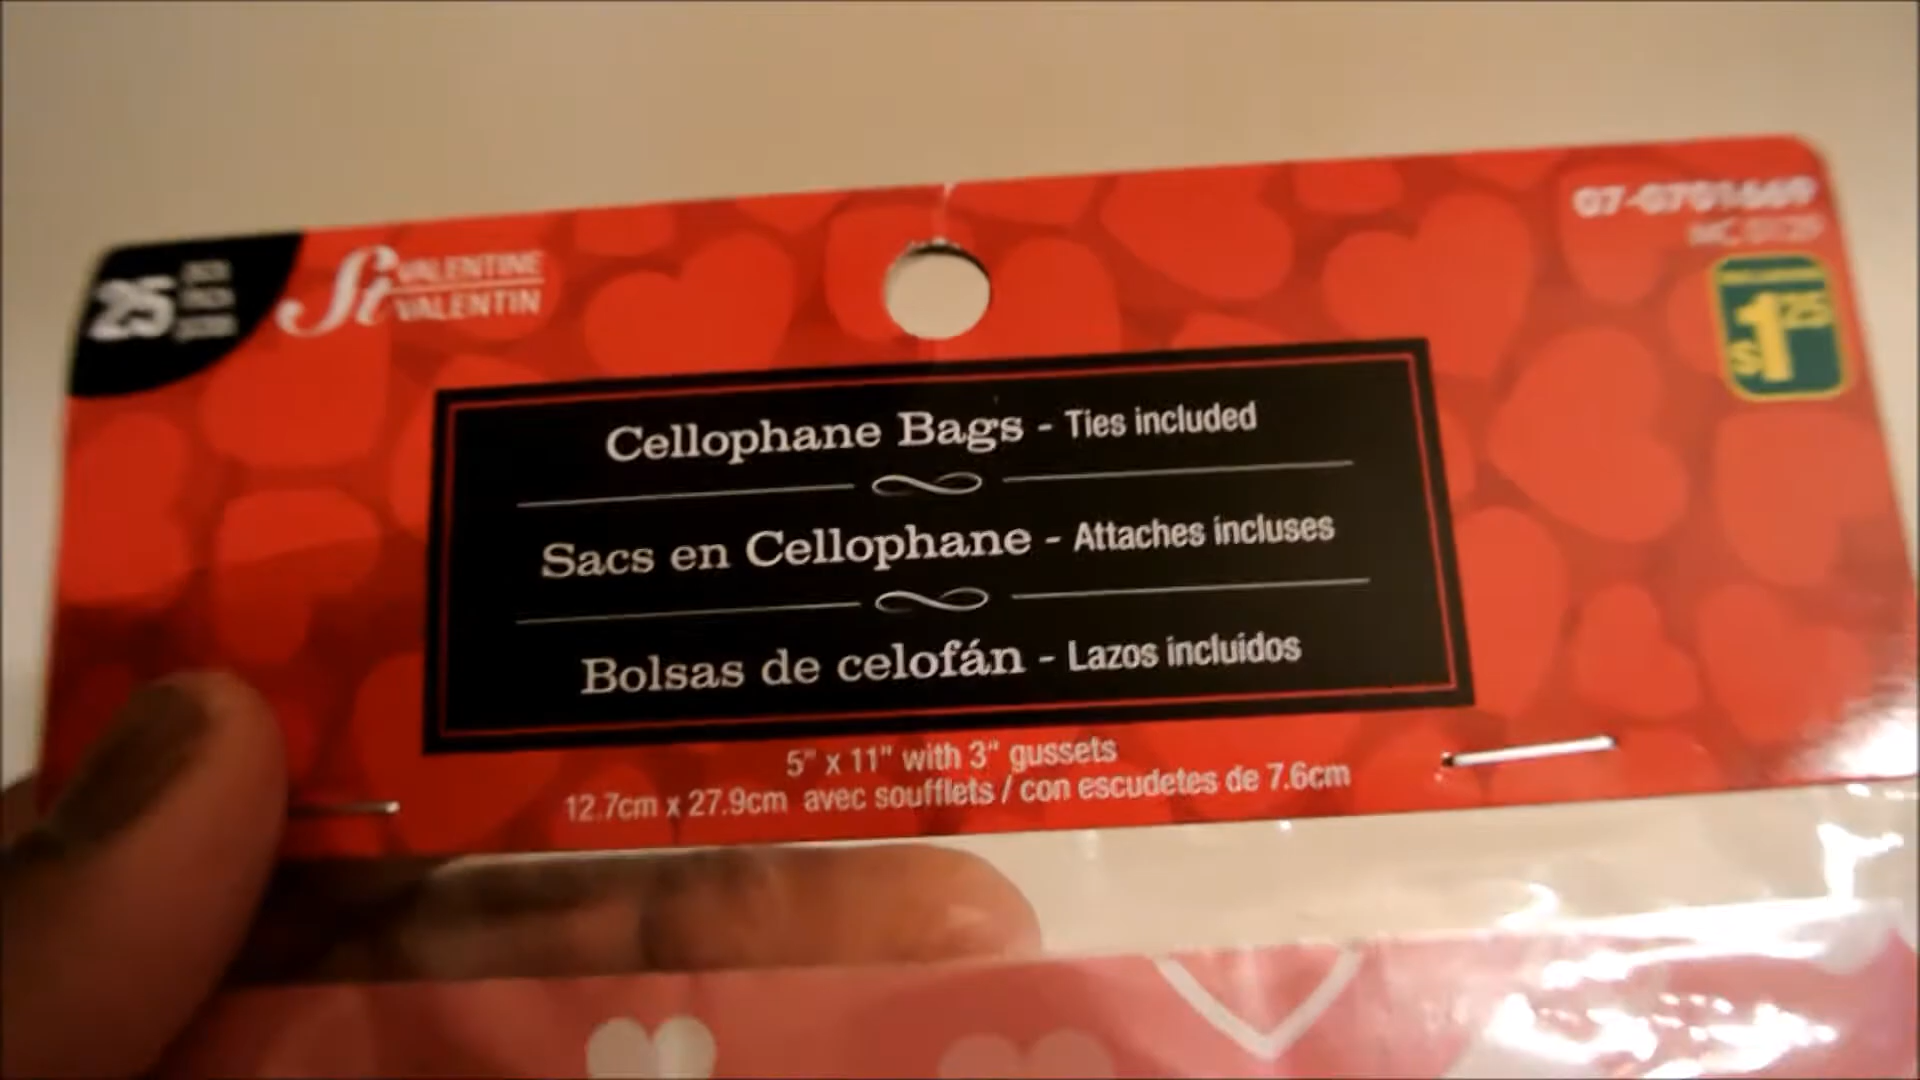 25
St VALENTINE
VALENTIN
$1.25
Cellophane Bags - Ties included
Sacs en Cellophane - Attaches incluses
Bolsas de celofán - Lazos incluidos
5" x 11" with 3" gussets
12.7cm x 27.9cm avec soufflets / con escudetes de 7.6cm